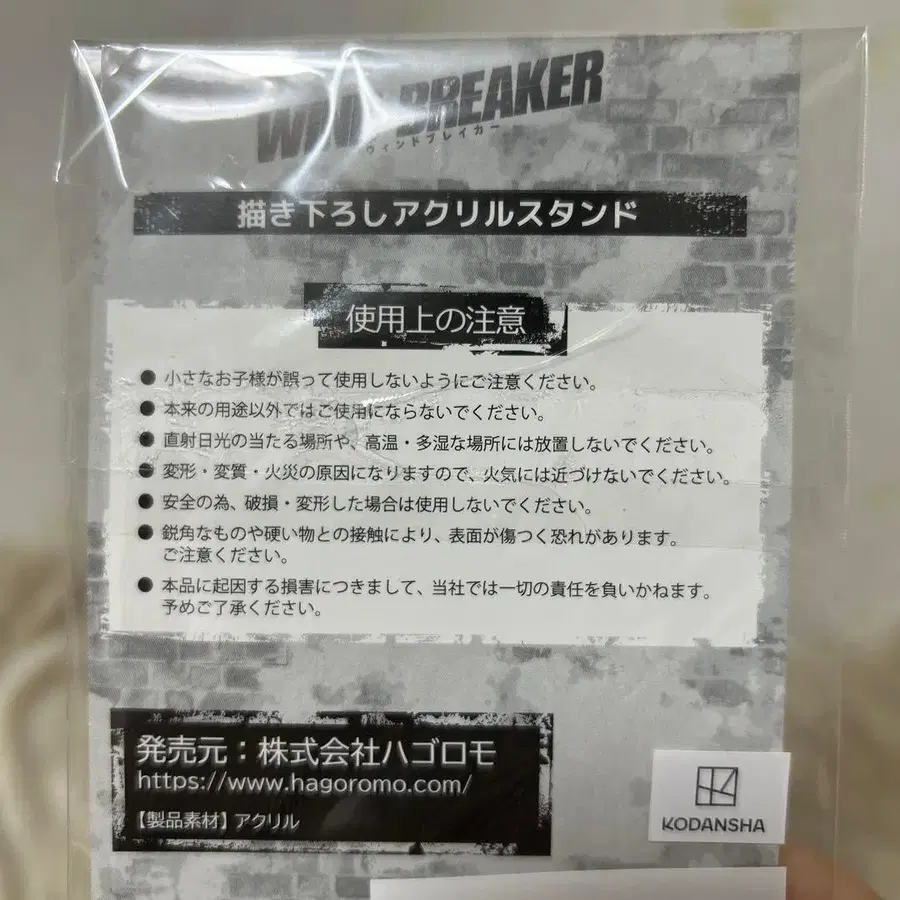 WIND BREAKER
ウィンドブレイカー
描き下ろしアクリルスタンド
使用上の注意
● 小さなお子様が誤って使用しないようにご注意ください。
● 本来の用途以外ではご使用にならないでください。
● 直射日光の当たる場所や、高温・多湿な場所には放置しないでください。
● 変形・変質・火災の原因になりますので、火気には近づけないでください。
● 安全の為、破損・変形した場合は使用しないでください。
● 鋭角なものや硬い物との接触により、表面が傷つく恐れがあります。
ご注意ください。
● 本品に起因する損害につきまして、当社では一切の責任を負いかねます。
予めご了承ください。
発売元：株式会社ハゴロモ
https://www.hagoromo.com/
【製品素材】アクリル
KODANSHA